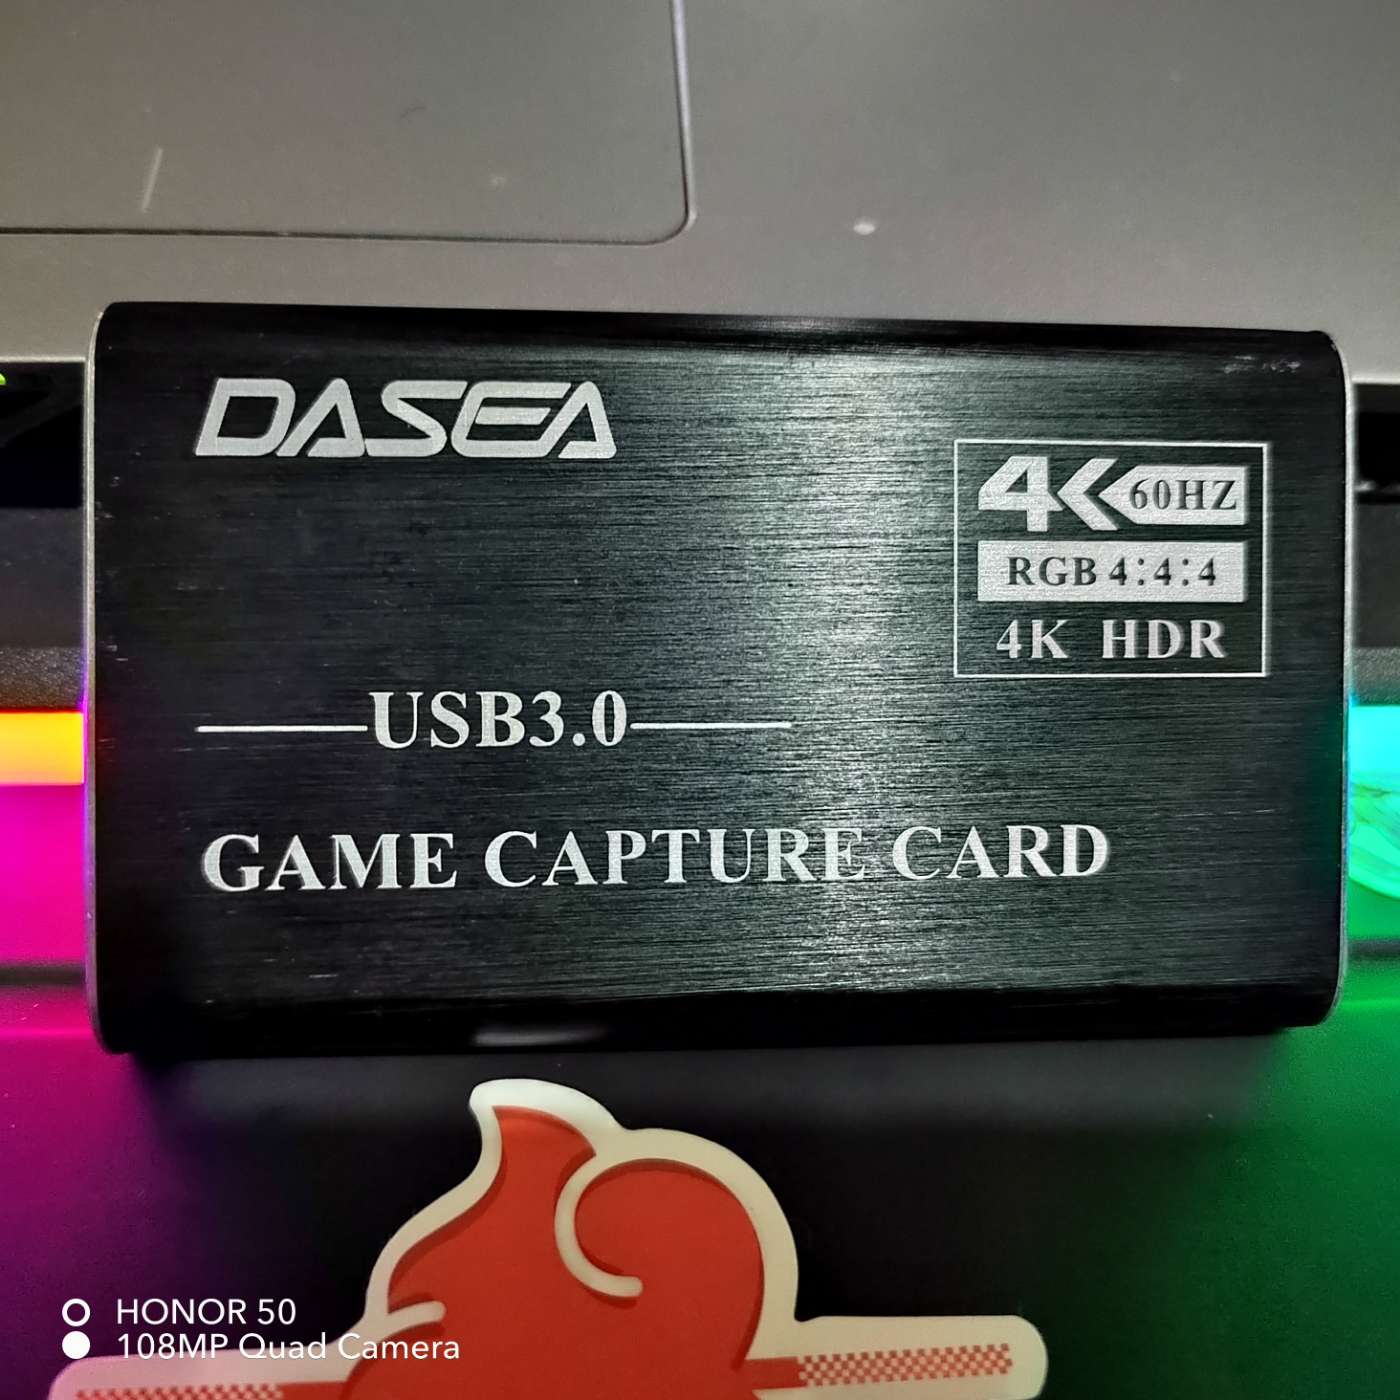 DASEA
4K 60HZ
RGB 4:4:4
4K HDR
USB3.0
GAME CAPTURE CARD
HONOR 50
108MP Quad Camera